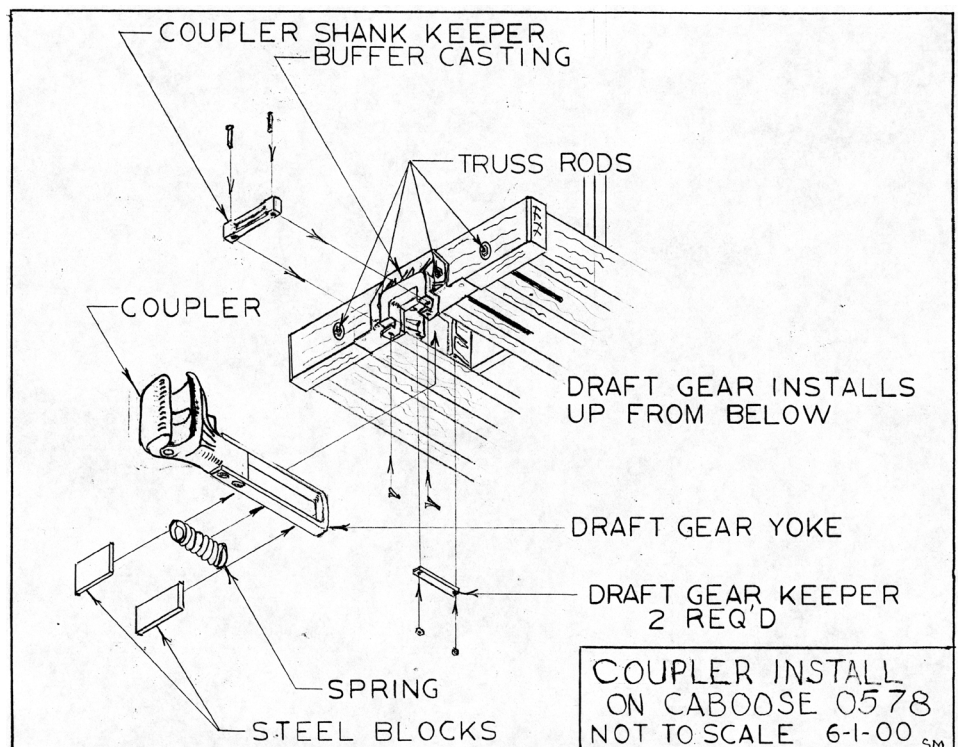 COUPLER SHANK KEEPER
BUFFER CASTING
TRUSS RODS
COUPLER
DRAFT GEAR INSTALLS
UP FROM BELOW
DRAFT GEAR YOKE
DRAFT GEAR KEEPER
2 REQ'D
SPRING
STEEL BLOCKS
COUPLER INSTALL
ON CABOOSE 0578
NOT TO SCALE 6-1-00
SM